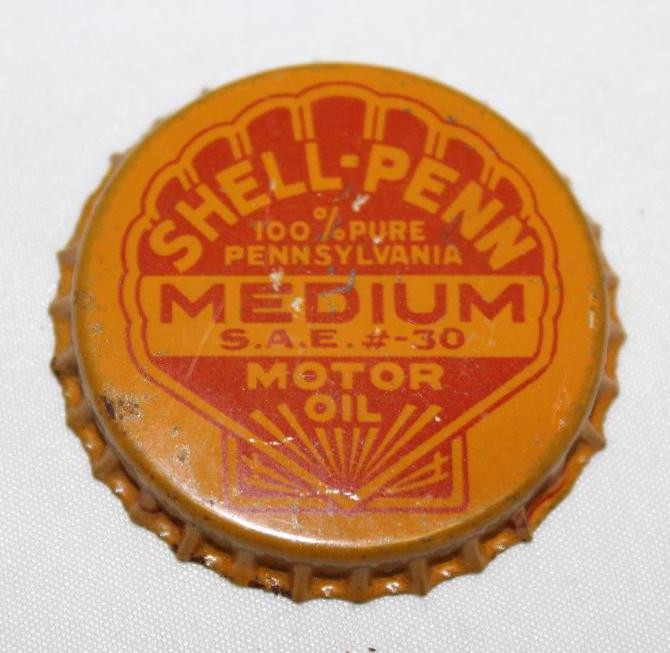 SHELL-PENN
100% PURE
PENNSYLVANIA
MEDIUM
S.A.E. #-30
MOTOR
OIL